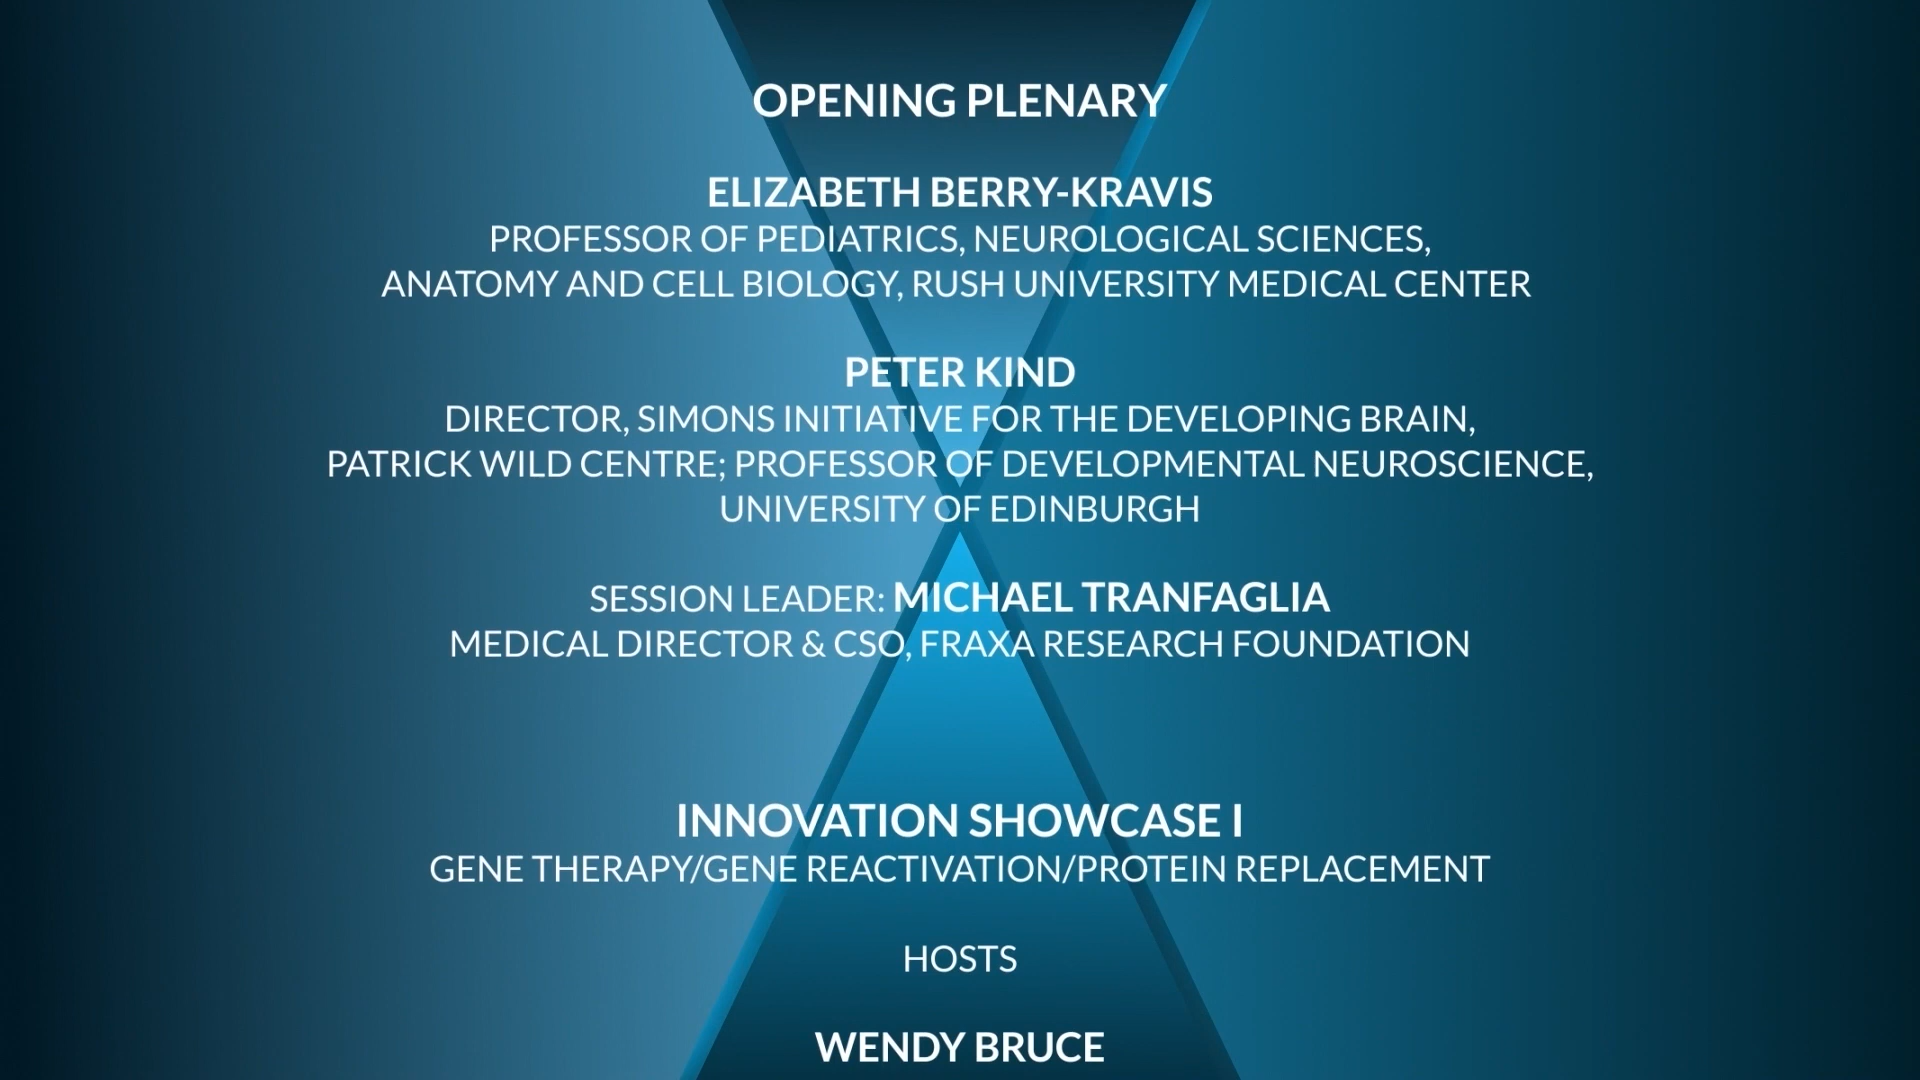 OPENING PLENARY
ELIZABETH BERRY-KRAVIS
PROFESSOR OF PEDIATRICS, NEUROLOGICAL SCIENCES,
ANATOMY AND CELL BIOLOGY, RUSH UNIVERSITY MEDICAL CENTER
PETER KIND
DIRECTOR, SIMONS INITIATIVE FOR THE DEVELOPING BRAIN,
PATRICK WILD CENTRE; PROFESSOR OF DEVELOPMENTAL NEUROSCIENCE,
UNIVERSITY OF EDINBURGH
SESSION LEADER: MICHAEL TRANFAGLIA
MEDICAL DIRECTOR & CSO, FRAXA RESEARCH FOUNDATION
INNOVATION SHOWCASE I
GENE THERAPY/GENE REACTIVATION/PROTEIN REPLACEMENT
HOSTS
WENDY BRUCE